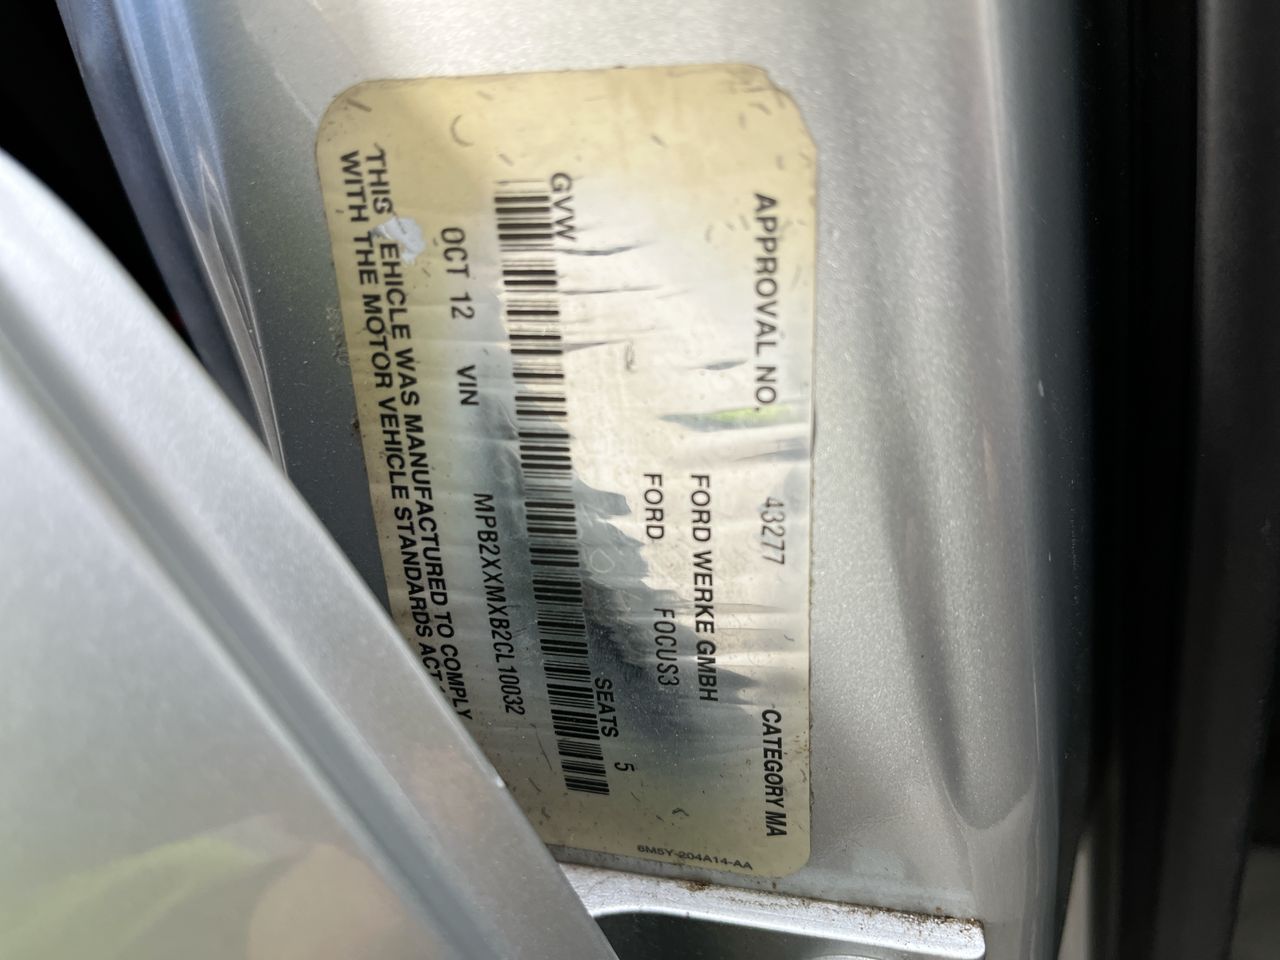 APPROVAL NO. 43277 CATEGORY MA
FORD WERKE GMBH
FORD FOCUS3
GVW SEATS 5
OCT 12 VIN MPB2XXMXB2CL10032
THIS EHICLE WAS MANUFACTURED TO COMPLY
WITH THE MOTOR VEHICLE STANDARDS ACT
6M5Y-204A14-AA